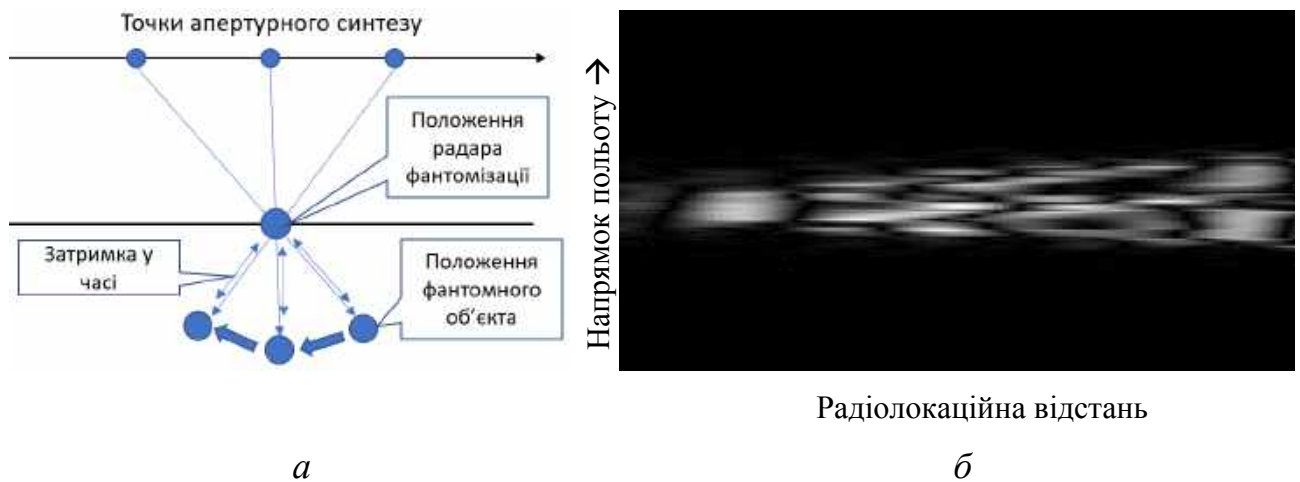 Точки апертурного синтезу
Положення
радара
фантомізації
Затримка у
часі
Положення
фантомного
об’єкта
Напрямок польоту →
Радіолокаційна відстань
а
б